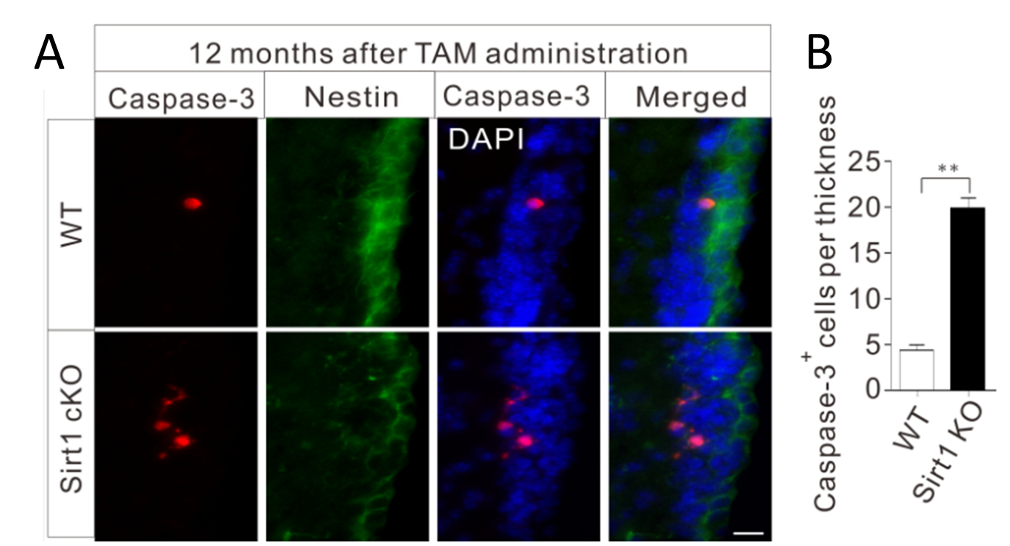 A
12 months after TAM administration
Caspase-3 Nestin Caspase-3 Merged
DAPI
WT
Sirt1 cKO
B
Caspase-3+ cells per thickness
25
20
15
10
5
0
**
WT
Sirt1 KO